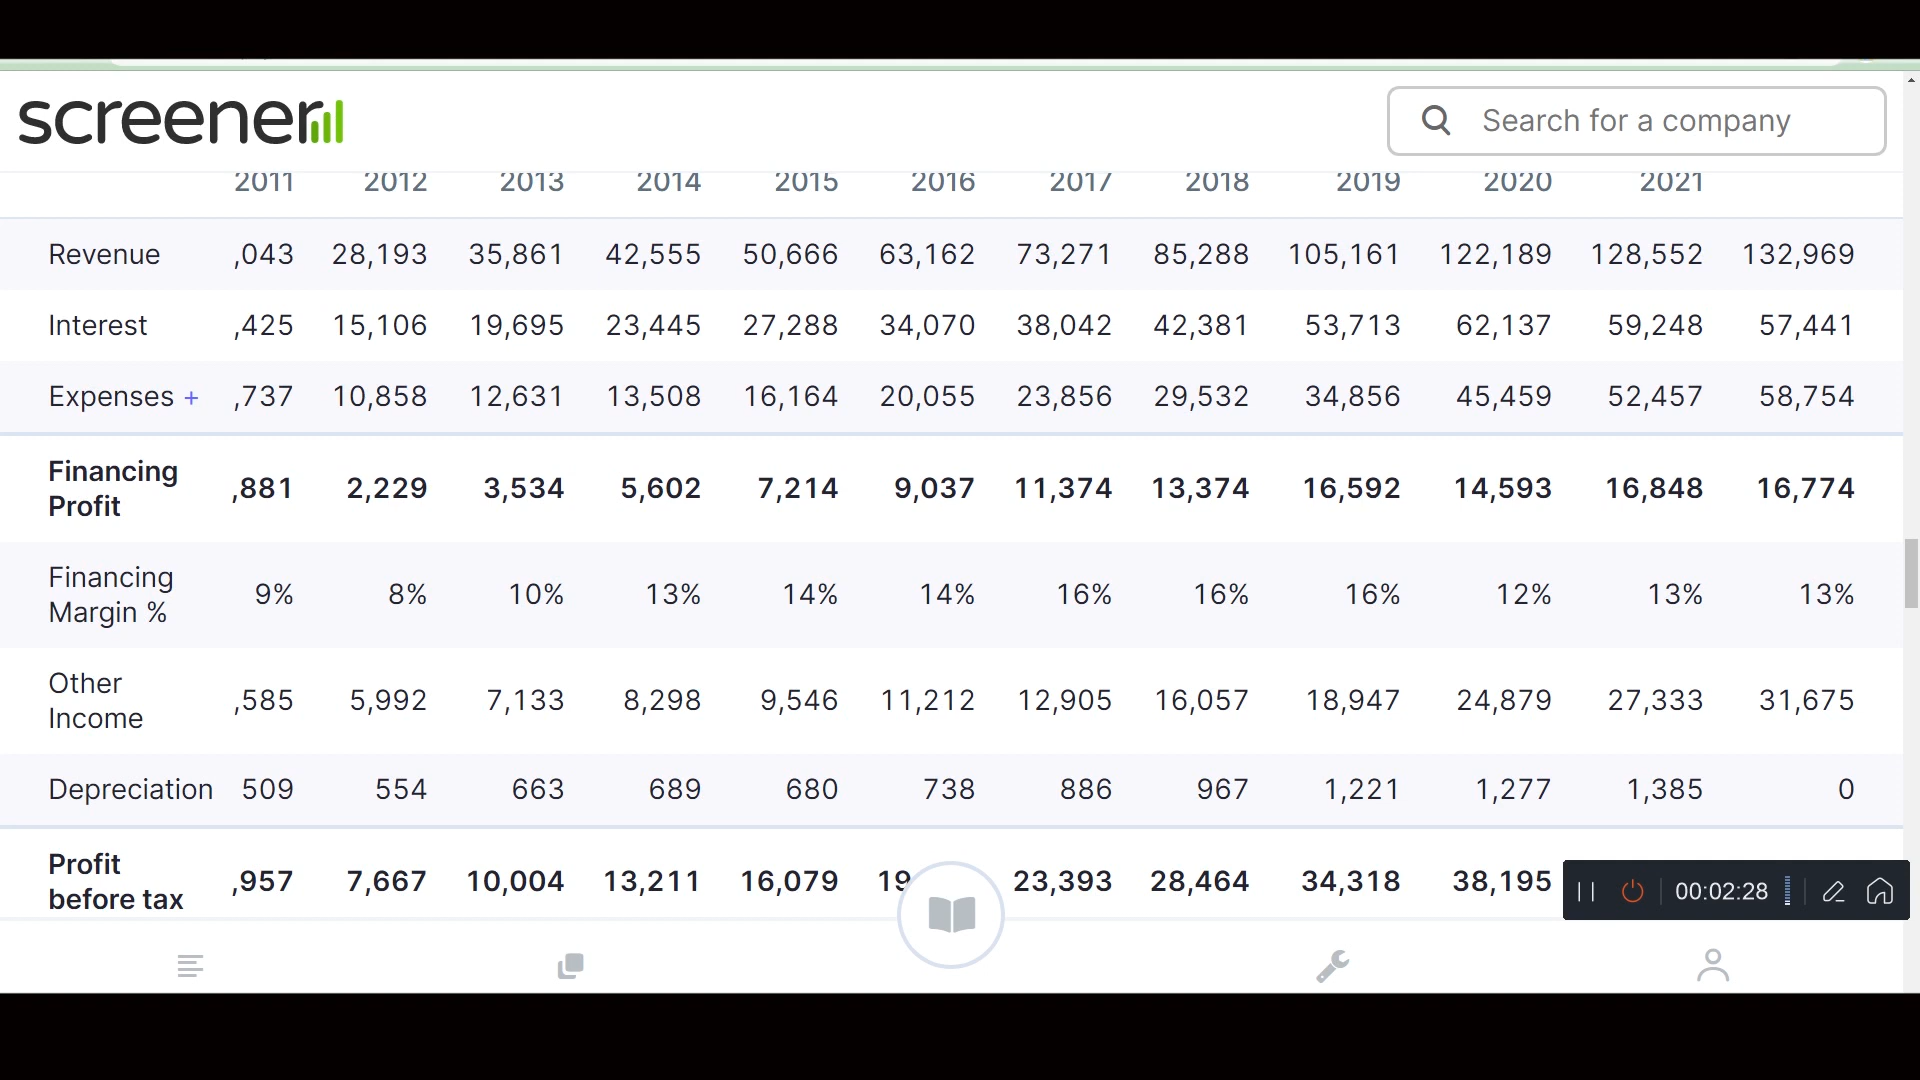 screener
Search for a company
2011 2012 2013 2014 2015 2016 2017 2018 2019 2020 2021
Revenue ,043 28,193 35,861 42,555 50,666 63,162 73,271 85,288 105,161 122,189 128,552 132,969
Interest ,425 15,106 19,695 23,445 27,288 34,070 38,042 42,381 53,713 62,137 59,248 57,441
Expenses + ,737 10,858 12,631 13,508 16,164 20,055 23,856 29,532 34,856 45,459 52,457 58,754
Financing
Profit ,881 2,229 3,534 5,602 7,214 9,037 11,374 13,374 16,592 14,593 16,848 16,774
Financing
Margin % 9% 8% 10% 13% 14% 14% 16% 16% 16% 12% 13% 13%
Other
Income ,585 5,992 7,133 8,298 9,546 11,212 12,905 16,057 18,947 24,879 27,333 31,675
Depreciation 509 554 663 689 680 738 886 967 1,221 1,277 1,385 0
Profit
before tax ,957 7,667 10,004 13,211 16,079 19 23,393 28,464 34,318 38,195
00:02:28